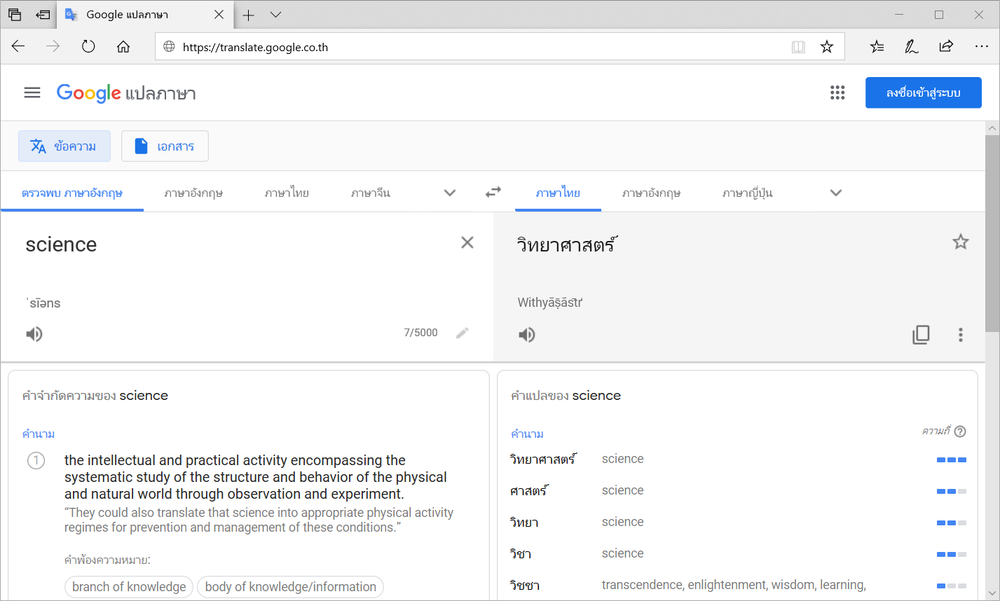 Google แปลภาษา
https://translate.google.co.th
Google แปลภาษา
ลงชื่อเข้าสู่ระบบ
ข้อความ
เอกสาร
ตรวจพบ ภาษาอังกฤษ ภาษาอังกฤษ ภาษาไทย ภาษาจีน
ภาษาไทย ภาษาอังกฤษ ภาษาญี่ปุ่น
science
ˈsīəns
7/5000
วิทยาศาสตร์
Withyāṣ̄ās̄tr̒
คำจำกัดความของ science
คำนาม
1
the intellectual and practical activity encompassing the
systematic study of the structure and behavior of the physical
and natural world through observation and experiment.
“They could also translate that science into appropriate physical activity
regimes for prevention and management of these conditions.”
คำพ้องความหมาย:
branch of knowledge
body of knowledge/information
คำแปลของ science
คำนาม
ความถี่
วิทยาศาสตร์ science
ศาสตร์ science
วิทยา science
วิชา science
วิชชา transcendence, enlightenment, wisdom, learning,